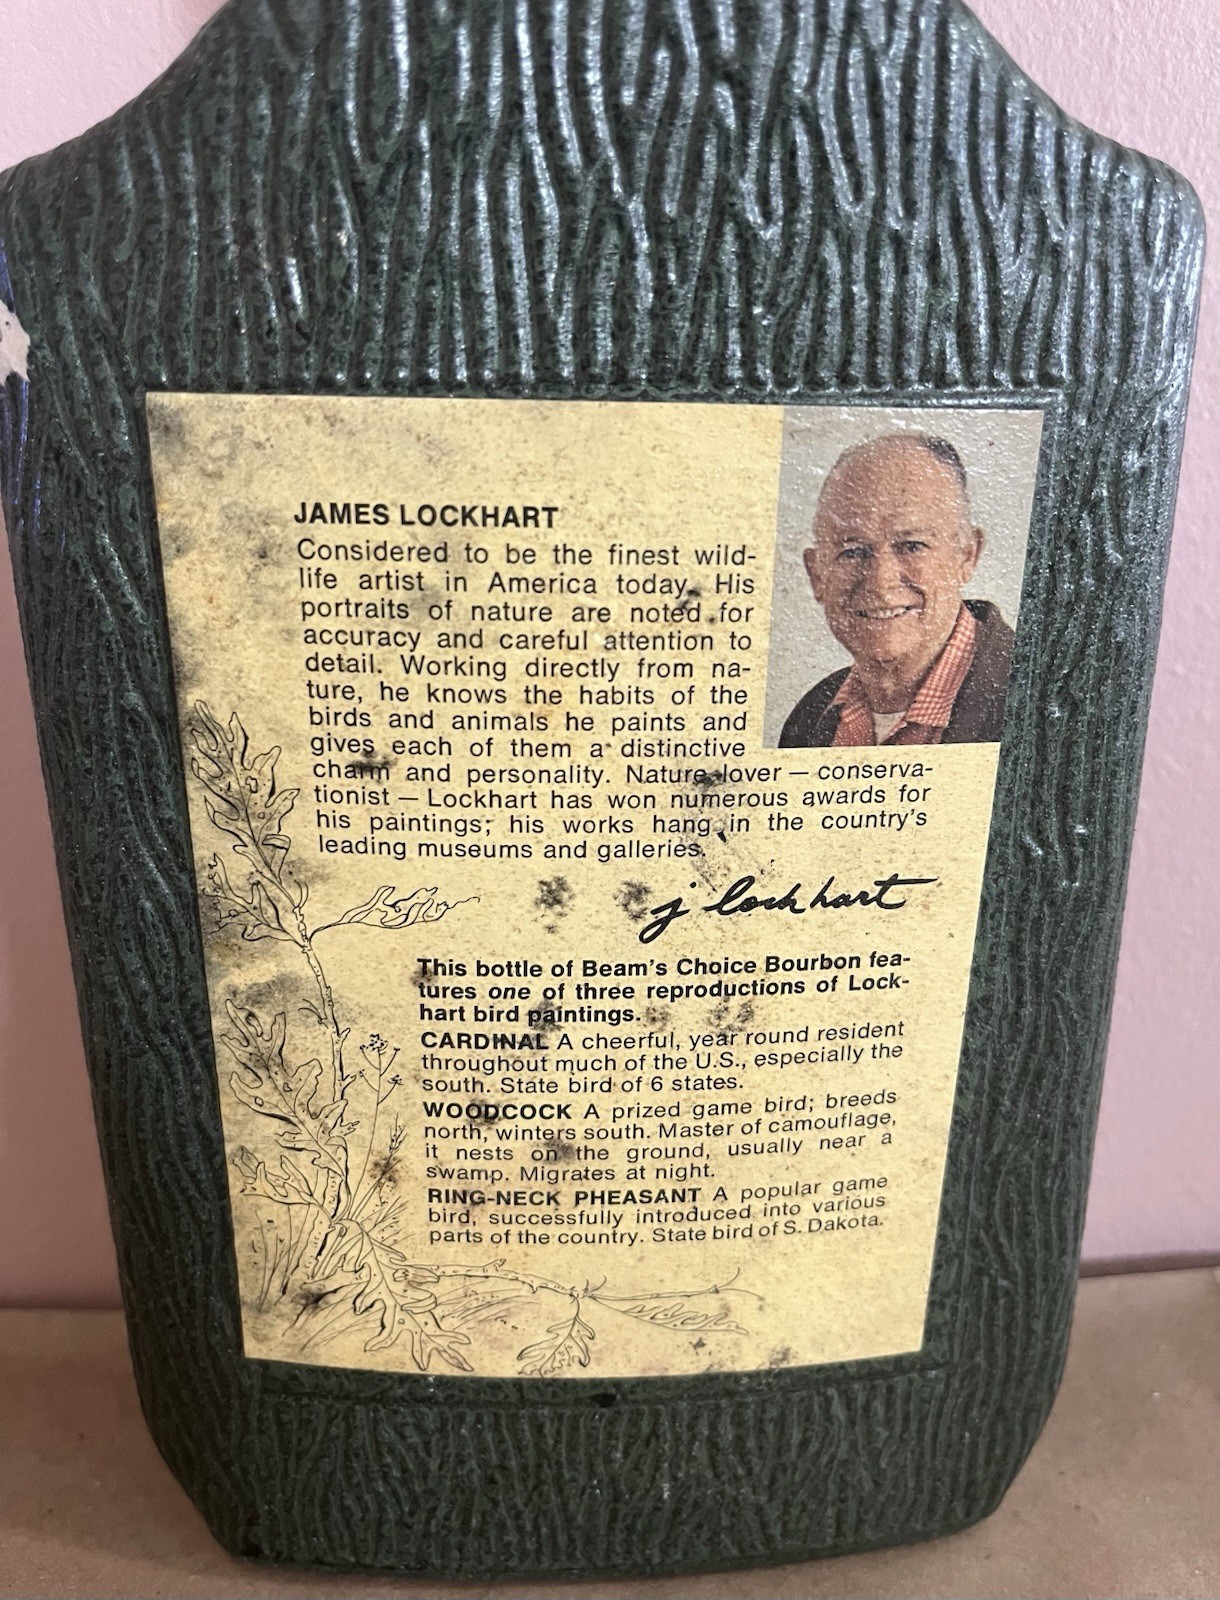 JAMES LOCKHART
Considered to be the finest wild-
life artist in America today. His
portraits of nature are noted for
accuracy and careful attention to
detail. Working directly from na-
ture, he knows the habits of the
birds and animals he paints and
gives each of them a distinctive
charm and personality. Nature lover — conserva-
tionist — Lockhart has won numerous awards for
his paintings; his works hang in the country's
leading museums and galleries.
j lockhart
This bottle of Beam's Choice Bourbon fea-
tures one of three reproductions of Lock-
hart bird paintings.
CARDINAL A cheerful, year round resident
throughout much of the U.S., especially the
south. State bird of 6 states.
WOODCOCK A prized game bird; breeds
north, winters south. Master of camouflage,
it nests on the ground, usually near a
swamp. Migrates at night.
RING-NECK PHEASANT A popular game
bird, successfully introduced into various
parts of the country. State bird of S. Dakota.